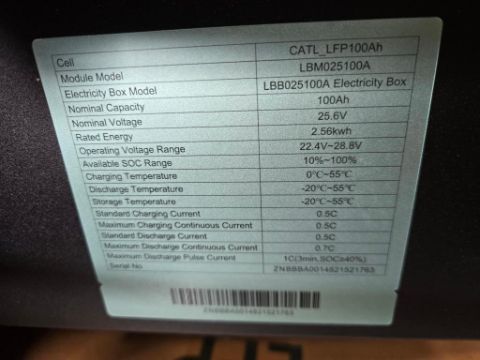 Cell CATL_LFP100Ah
Module Model LBM025100A
Electricity Box Model LBB025100A Electricity Box
Nominal Capacity 100Ah
Nominal Voltage 25.6V
Rated Energy 2.56kwh
Operating Voltage Range 22.4V~28.8V
Available SOC Range 10%~100%
Charging Temperature 0℃~55℃
Discharge Temperature -20℃~55℃
Storage Temperature -20℃~55℃
Standard Charging Current 0.5C
Maximum Charging Continuous Current 0.5C
Standard Discharge Current 0.5C
Maximum Discharge Continuous Current 0.7C
Maximum Discharge Pulse Current 1C(3min,SOC≥40%)
Serial No ZNBBBA0014521521763
ZNBBBA0014521521763